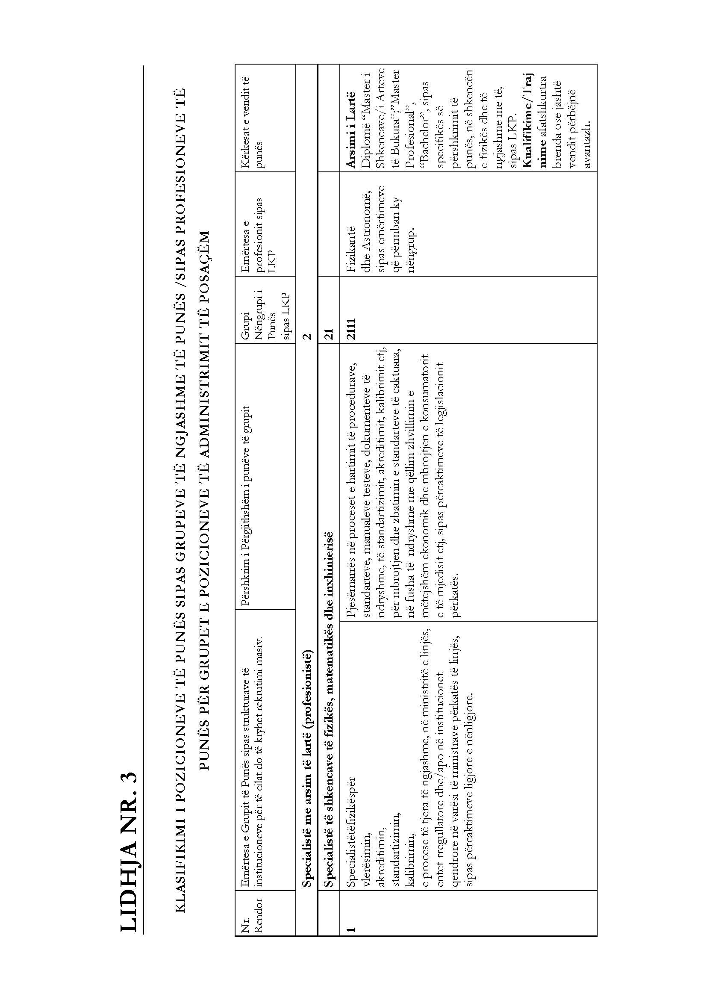 LIDHJA NR. 3
KLASIFIKIMI I POZICIONEVE TË PUNËS SIPAS GRUPEVE TË NGJASHME TË PUNËS /SIPAS PROFESIONEVE TË
PUNËS PËR GRUPET E POZICIONEVE TË ADMINISTRIMIT TË POSAÇËM
Nr.
Rendor
Emërtesa e Grupit të Punës sipas strukturave të
institucioneve për të cilat do të kryhet rekrutimi masiv.
Përshkrim i Përgjithshëm i punëve të grupit
Grupi
Nëngrupi i
Punës
sipas LKP
Emërtesa e
profesionit sipas
LKP
Kërkesat e vendit të
punës
Specialistë me arsim të lartë (profesionistë)
2
Specialistë të shkencave të fizikës, matematikës dhe inxhinierisë
21
1
Specialistëtëfizikëspër
vlerësimin,
akreditimin,
standartizimin,
kalibrimin,
e procese të tjera të ngjashme, në ministritë e linjës,
entet rregullatore dhe/apo në institucionet
qendrore në varësi të ministrave përkatës të linjës,
sipas përcaktimeve ligjore e nënligjore.
Pjesëmarrës në proceset e hartimit të procedurave,
standarteve, manualeve testeve, dokumenteve të
ndryshme, të standartizimit, akreditimit, kalibrimit etj,
për mbrojtjen dhe zbatimin e standarteve të caktuara,
në fusha të ndryshme me qëllim zhvillimin e
mëtejshëm ekonomik dhe mbrojtjen e konsumatorit
e të mjedisit etj, sipas përcaktimeve të legjislacionit
përkatës.
2111
Fizikantë
dhe Astronomë,
sipas emërtimeve
që përmban ky
nëngrup.
Arsimi i Lartë
Diplomë “Master i
Shkencave/i Arteve
të Bukura”;”Master
Profesional”,
“Bachelor”, sipas
specifikës së
përshkrimit të
punës, në shkencën
e fizikës dhe të
ngjashme me të,
sipas LKP.
Kualifikime/Traj
nime afatshkurtra
brenda ose jashtë
vendit përbëjnë
avantazh.